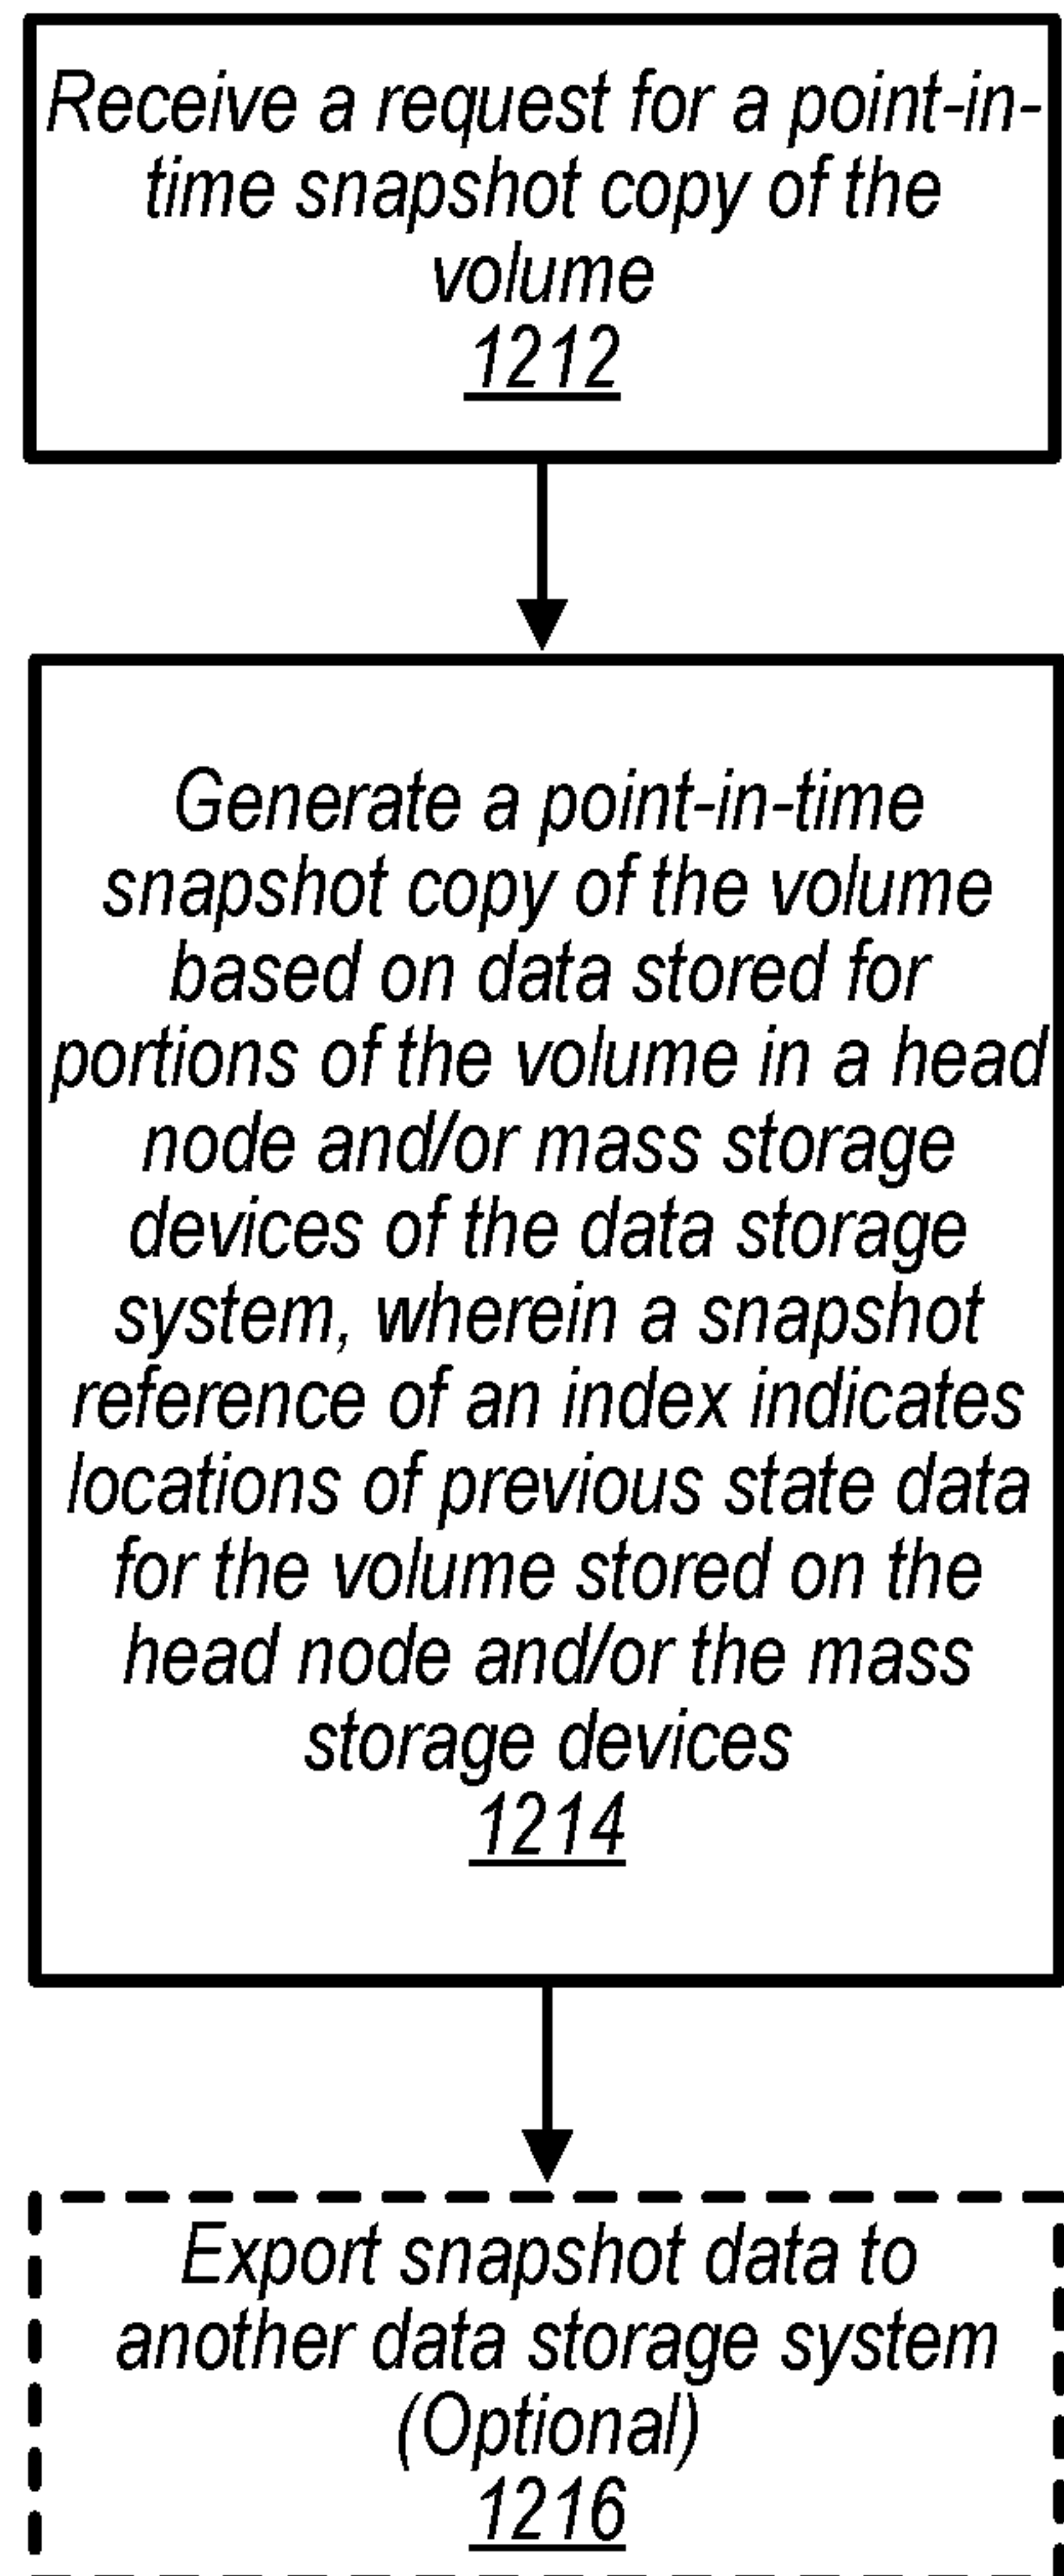 Receive a request for a point-in-
time snapshot copy of the
volume
1212
Generate a point-in-time
snapshot copy of the volume
based on data stored for
portions of the volume in a head
node and/or mass storage
devices of the data storage
system, wherein a snapshot
reference of an index indicates
locations of previous state data
for the volume stored on the
head node and/or the mass
storage devices
1214
Export snapshot data to
another data storage system
(Optional)
1216